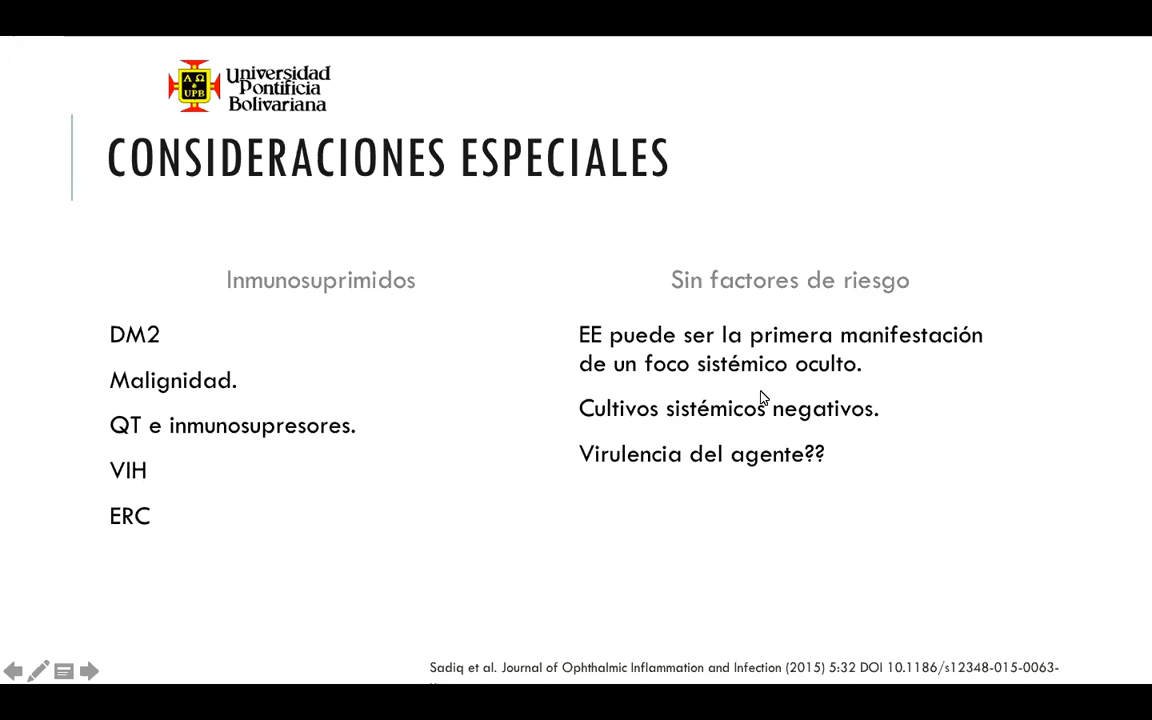 ΑΩ
UPB
Universidad
Pontificia
Bolivariana
CONSIDERACIONES ESPECIALES
Inmunosuprimidos
DM2
Malignidad.
QT e inmunosupresores.
VIH
ERC
Sin factores de riesgo
EE puede ser la primera manifestación
de un foco sistémico oculto.
Cultivos sistémicos negativos.
Virulencia del agente??
Sadiq et al. Journal of Ophthalmic Inflammation and Infection (2015) 5:32 DOI 10.1186/s12348-015-0063-